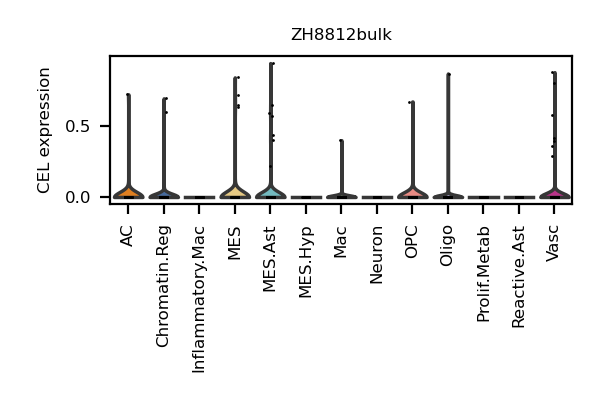 ZH8812bulk
CEL expression
0.5
0.0
AC
Chromatin.Reg
Inflammatory.Mac
MES
MES.Ast
MES.Hyp
Mac
Neuron
OPC
Oligo
Prolif.Metab
Reactive.Ast
Vasc